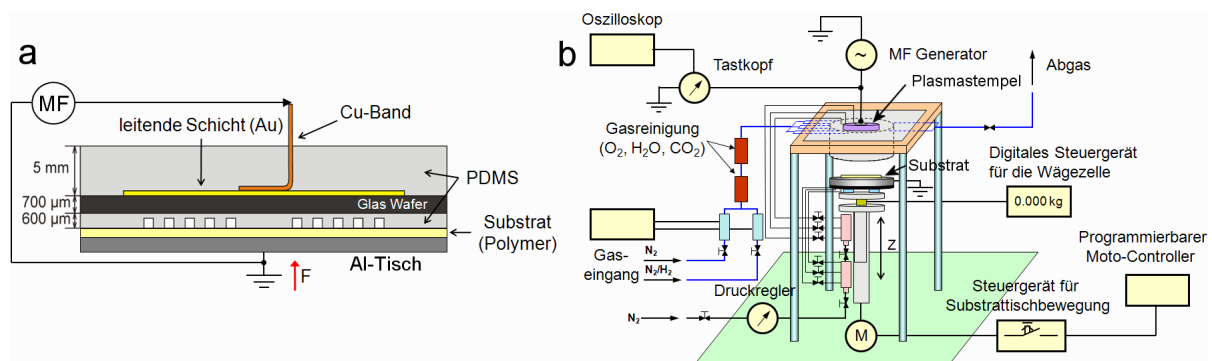 a
MF
Cu-Band
leitende Schicht (Au)
5 mm
PDMS
700 µm
Glas Wafer
600 µm
Substrat
(Polymer)
Al-Tisch
F
b
Oszilloskop
Tastkopf
~
MF Generator
Plasmastempel
Abgas
Gasreinigung
(O2, H2O, CO2)
Substrat
Digitales Steuergerät
für die Wägezelle
0.000 kg
Gas-
eingang
N2
N2/H2
Z
Programmierbarer
Moto-Controller
Druckregler
Steuergerät für
Substrattischbewegung
N2
M